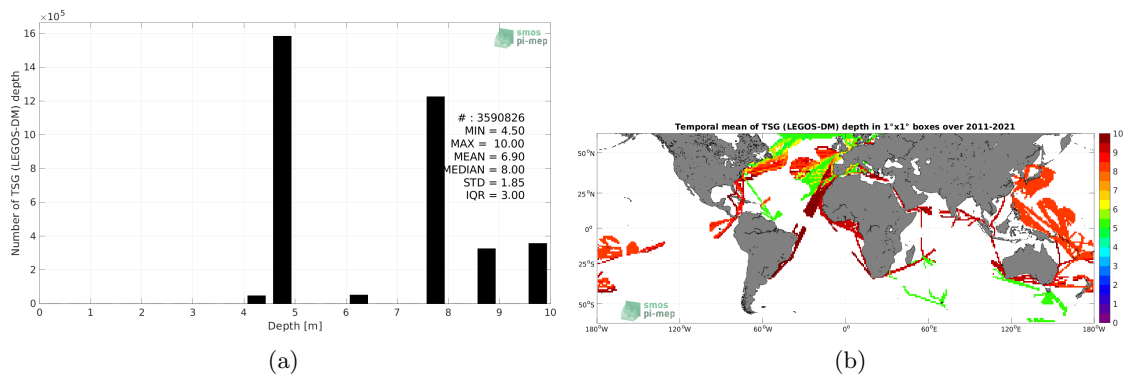 ×10⁵
16
14
12
10
8
6
4
2
0
Number of TSG (LEGOS-DM) depth
smos
pi-mep
# : 3590826
MIN = 4.50
MAX = 10.00
MEAN = 6.90
MEDIAN = 8.00
STD = 1.85
IQR = 3.00
0 1 2 3 4 5 6 7 8 9 10
Depth [m]
(a)
Temporal mean of TSG (LEGOS-DM) depth in 1°x1° boxes over 2011-2021
50°N
25°N
0°
25°S
50°S
smos
pi-mep
180°W 120°W 60°W 0° 60°E 120°E 180°E
10
9
8
7
6
5
4
3
2
1
0
(b)